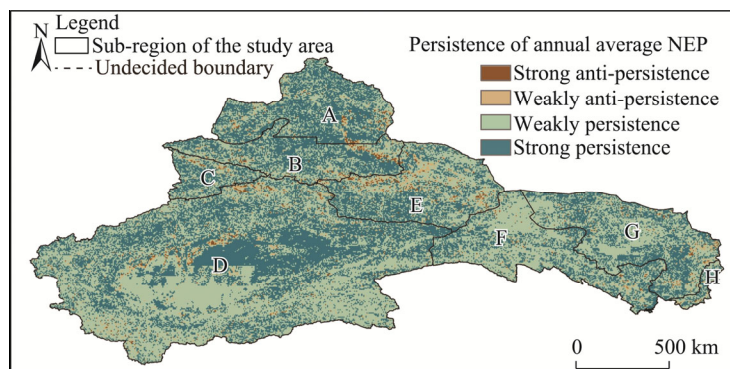 Legend
N
Sub-region of the study area
Undecided boundary
Persistence of annual average NEP
Strong anti-persistence
Weakly anti-persistence
Weakly persistence
Strong persistence
A
B
C
D
E
F
G
H
0 500 km